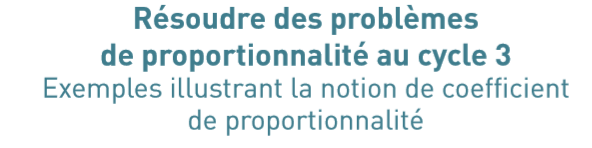 Résoudre des problèmes
de proportionnalité au cycle 3
Exemples illustrant la notion de coefficient
de proportionnalité